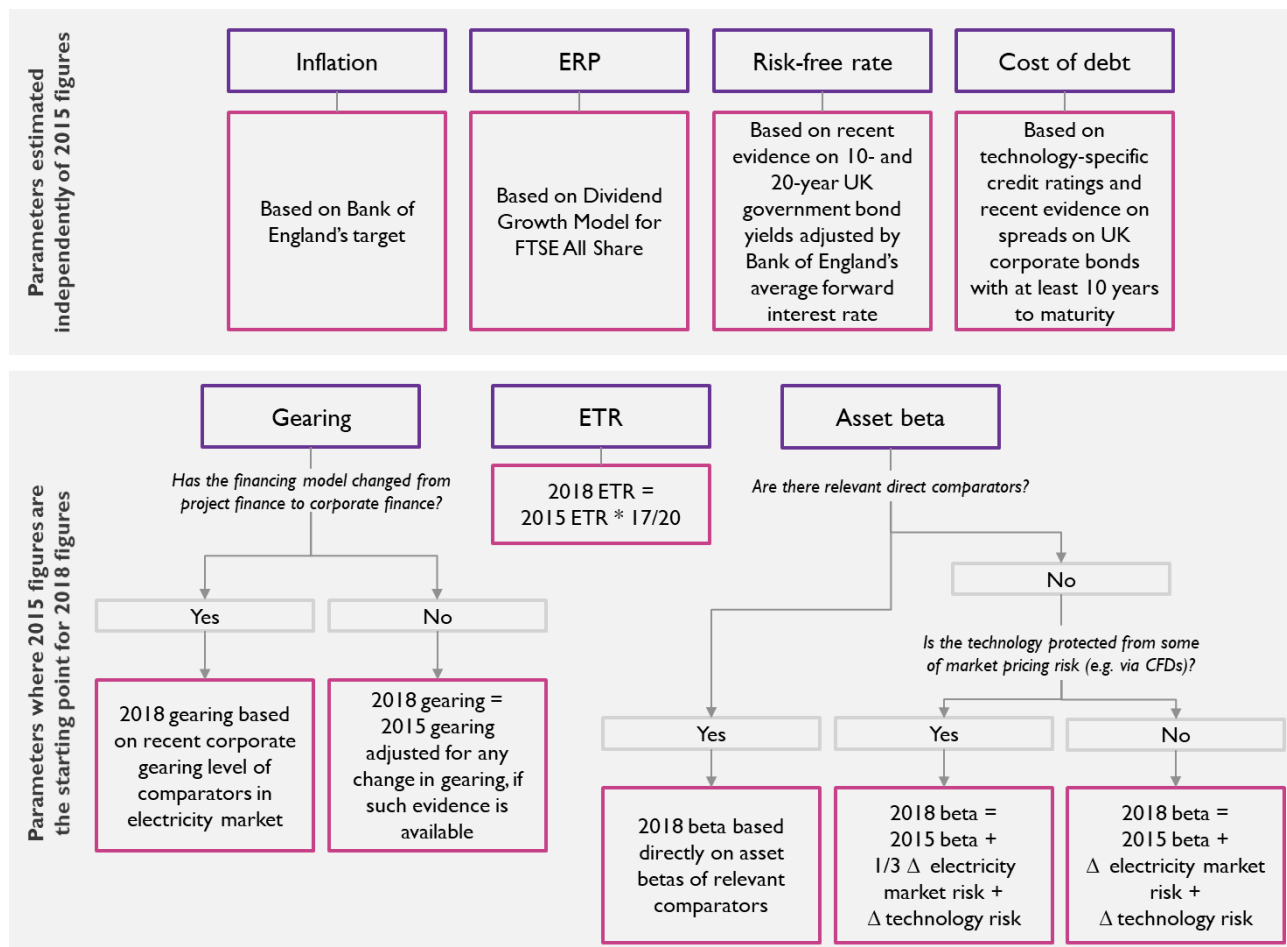 Parameters estimated
independently of 2015 figures
Inflation
ERP
Risk-free rate
Cost of debt
Based on Bank of
England's target
Based on Dividend
Growth Model for
FTSE All Share
Based on recent
evidence on 10- and
20-year UK
government bond
yields adjusted by
Bank of England's
average forward
interest rate
Based on
technology-specific
credit ratings and
recent evidence on
spreads on UK
corporate bonds
with at least 10 years
to maturity
Parameters where 2015 figures are
the starting point for 2018 figures
Gearing
ETR
Asset beta
Has the financing model changed from
project finance to corporate finance?
2018 ETR =
2015 ETR * 17/20
Are there relevant direct comparators?
Yes
No
No
Is the technology protected from some
of market pricing risk (e.g. via CFDs)?
2018 gearing based
on recent corporate
gearing level of
comparators in
electricity market
2018 gearing =
2015 gearing
adjusted for any
change in gearing, if
such evidence is
available
Yes
Yes
No
2018 beta based
directly on asset
betas of relevant
comparators
2018 beta =
2015 beta +
1/3 Δ electricity
market risk +
Δ technology risk
2018 beta =
2015 beta +
Δ electricity market
risk +
Δ technology risk